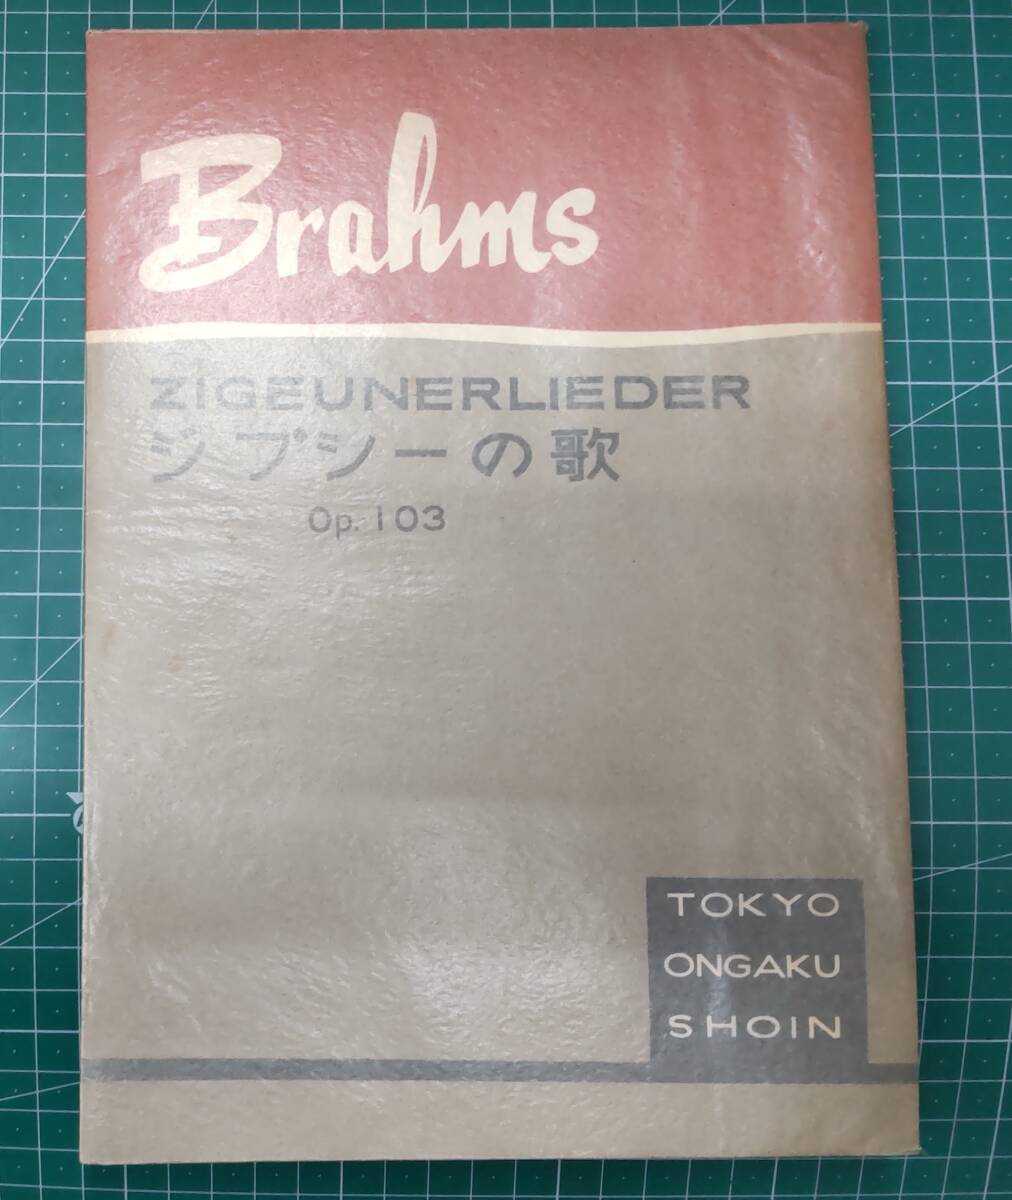 Brahms
ZIGEUNERLIEDER
ジプシーの歌
Op. 103
TOKYO
ONGAKU
SHOIN